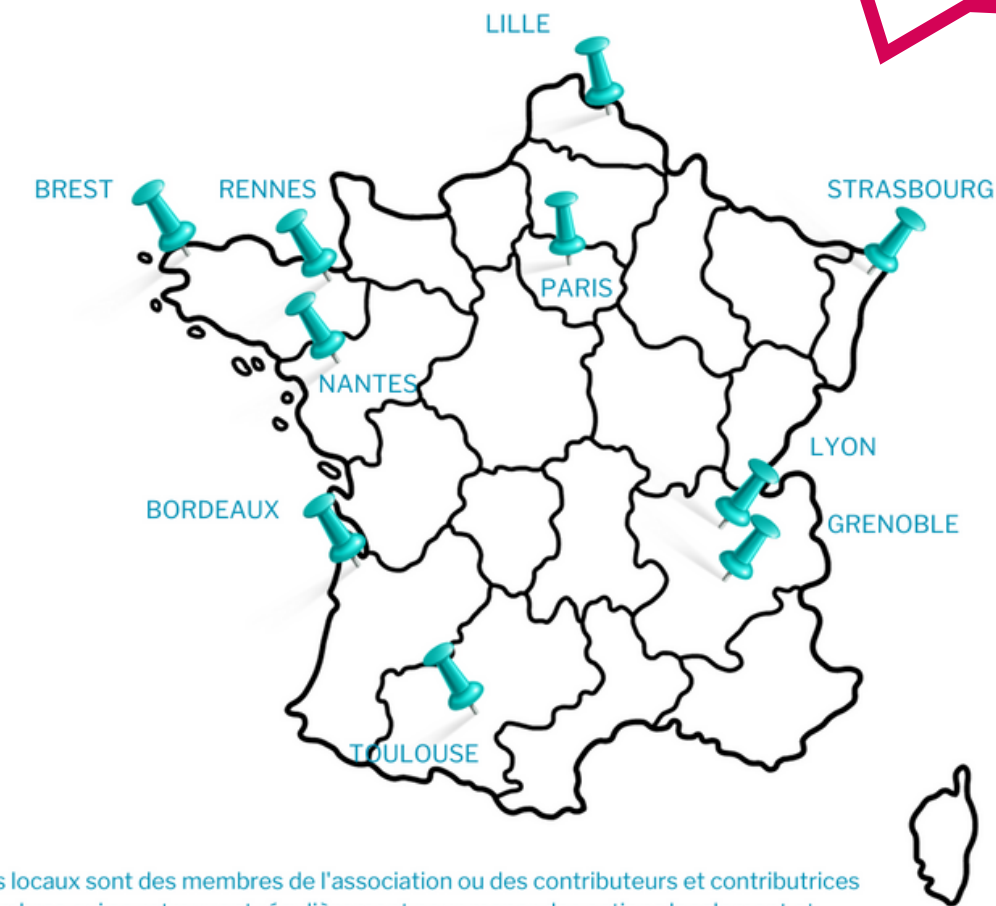 LILLE
BREST
RENNES
STRASBOURG
PARIS
NANTES
LYON
BORDEAUX
GRENOBLE
TOULOUSE
locaux sont des membres de l'association ou des contributeurs et contributrices